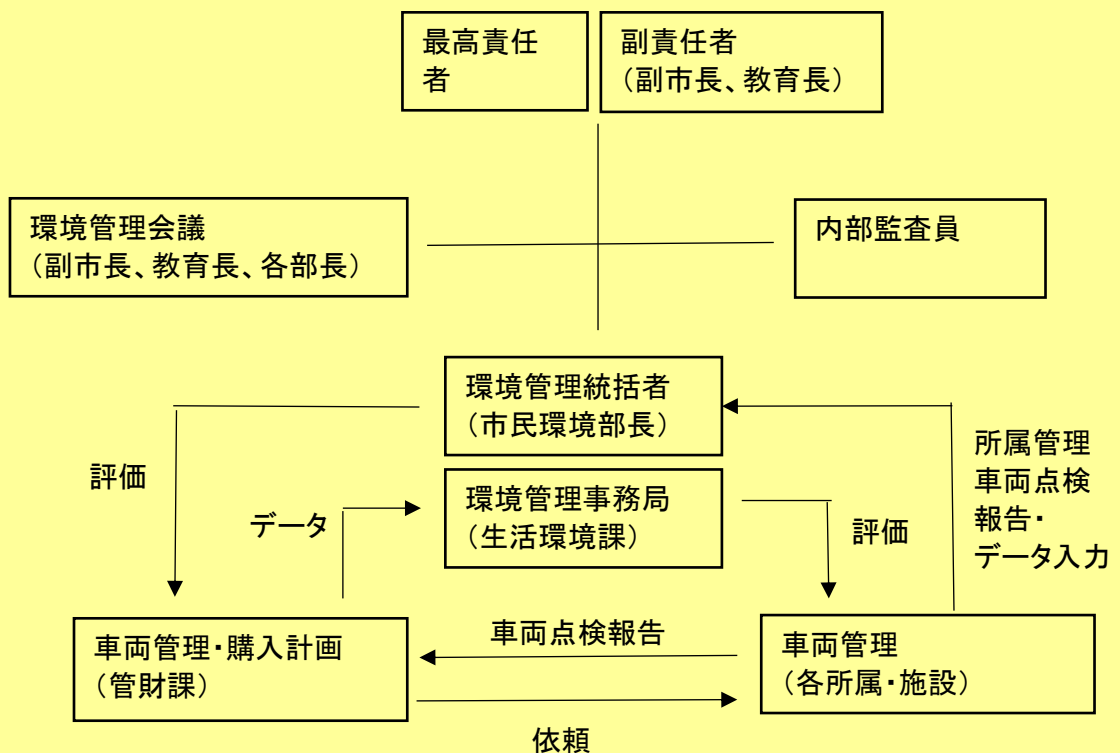 最高責任
者
副責任者
（副市長、教育長）
環境管理会議
（副市長、教育長、各部長）
内部監査員
環境管理統括者
（市民環境部長）
評価
所属管理
車両点検
報告・
データ入力
環境管理事務局
（生活環境課）
データ
評価
車両管理・購入計画
（管財課）
車両点検報告
車両管理
（各所属・施設）
依頼